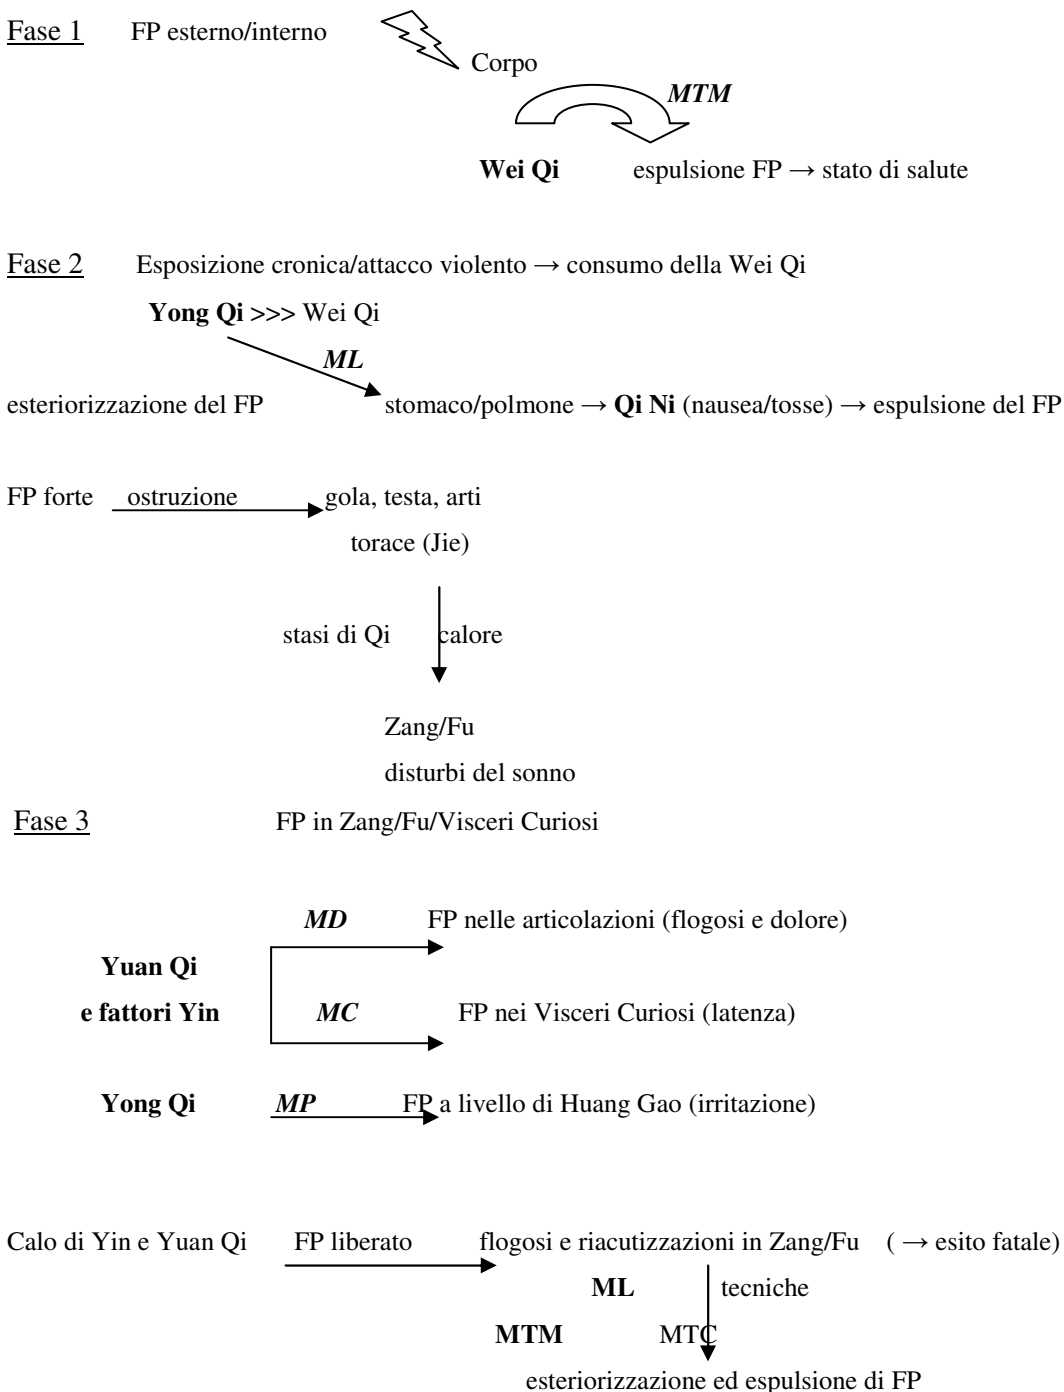 Fase 1 FP esterno/interno
Corpo
MTM
Wei Qi espulsione FP → stato di salute
Fase 2 Esposizione cronica/attacco violento → consumo della Wei Qi
Yong Qi >>> Wei Qi
ML
esteriorizzazione del FP stomaco/polmone → Qi Ni (nausea/tosse) → espulsione del FP
FP forte ostruzione gola, testa, arti
torace (Jie)
stasi di Qi calore
Zang/Fu
disturbi del sonno
Fase 3 FP in Zang/Fu/Visceri Curiosi
MD FP nelle articolazioni (flogosi e dolore)
Yuan Qi
e fattori Yin MC FP nei Visceri Curiosi (latenza)
Yong Qi MP FP a livello di Huang Gao (irritazione)
Calo di Yin e Yuan Qi FP liberato flogosi e riacutizzazioni in Zang/Fu ( → esito fatale)
ML tecniche
MTM MTC
esteriorizzazione ed espulsione di FP